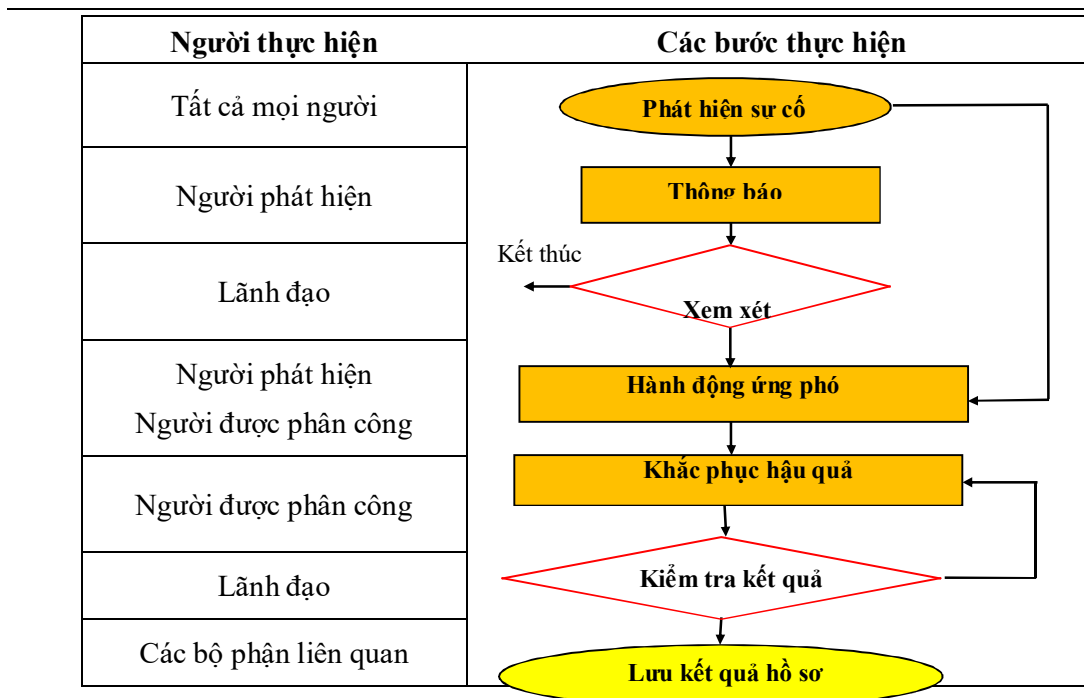 Người thực hiện
Các bước thực hiện
Tất cả mọi người
Phát hiện sư cố
Người phát hiện
Thông báo
Kết thúc
Lãnh đạo
Xem xét
Người phát hiện
Người được phân công
Hành động ứng phó
Khắc phục hậu quả
Người được phân công
Kiểm tra kết quả
Lãnh đạo
Các bộ phận liên quan
Lưu kết quả hồ sơ